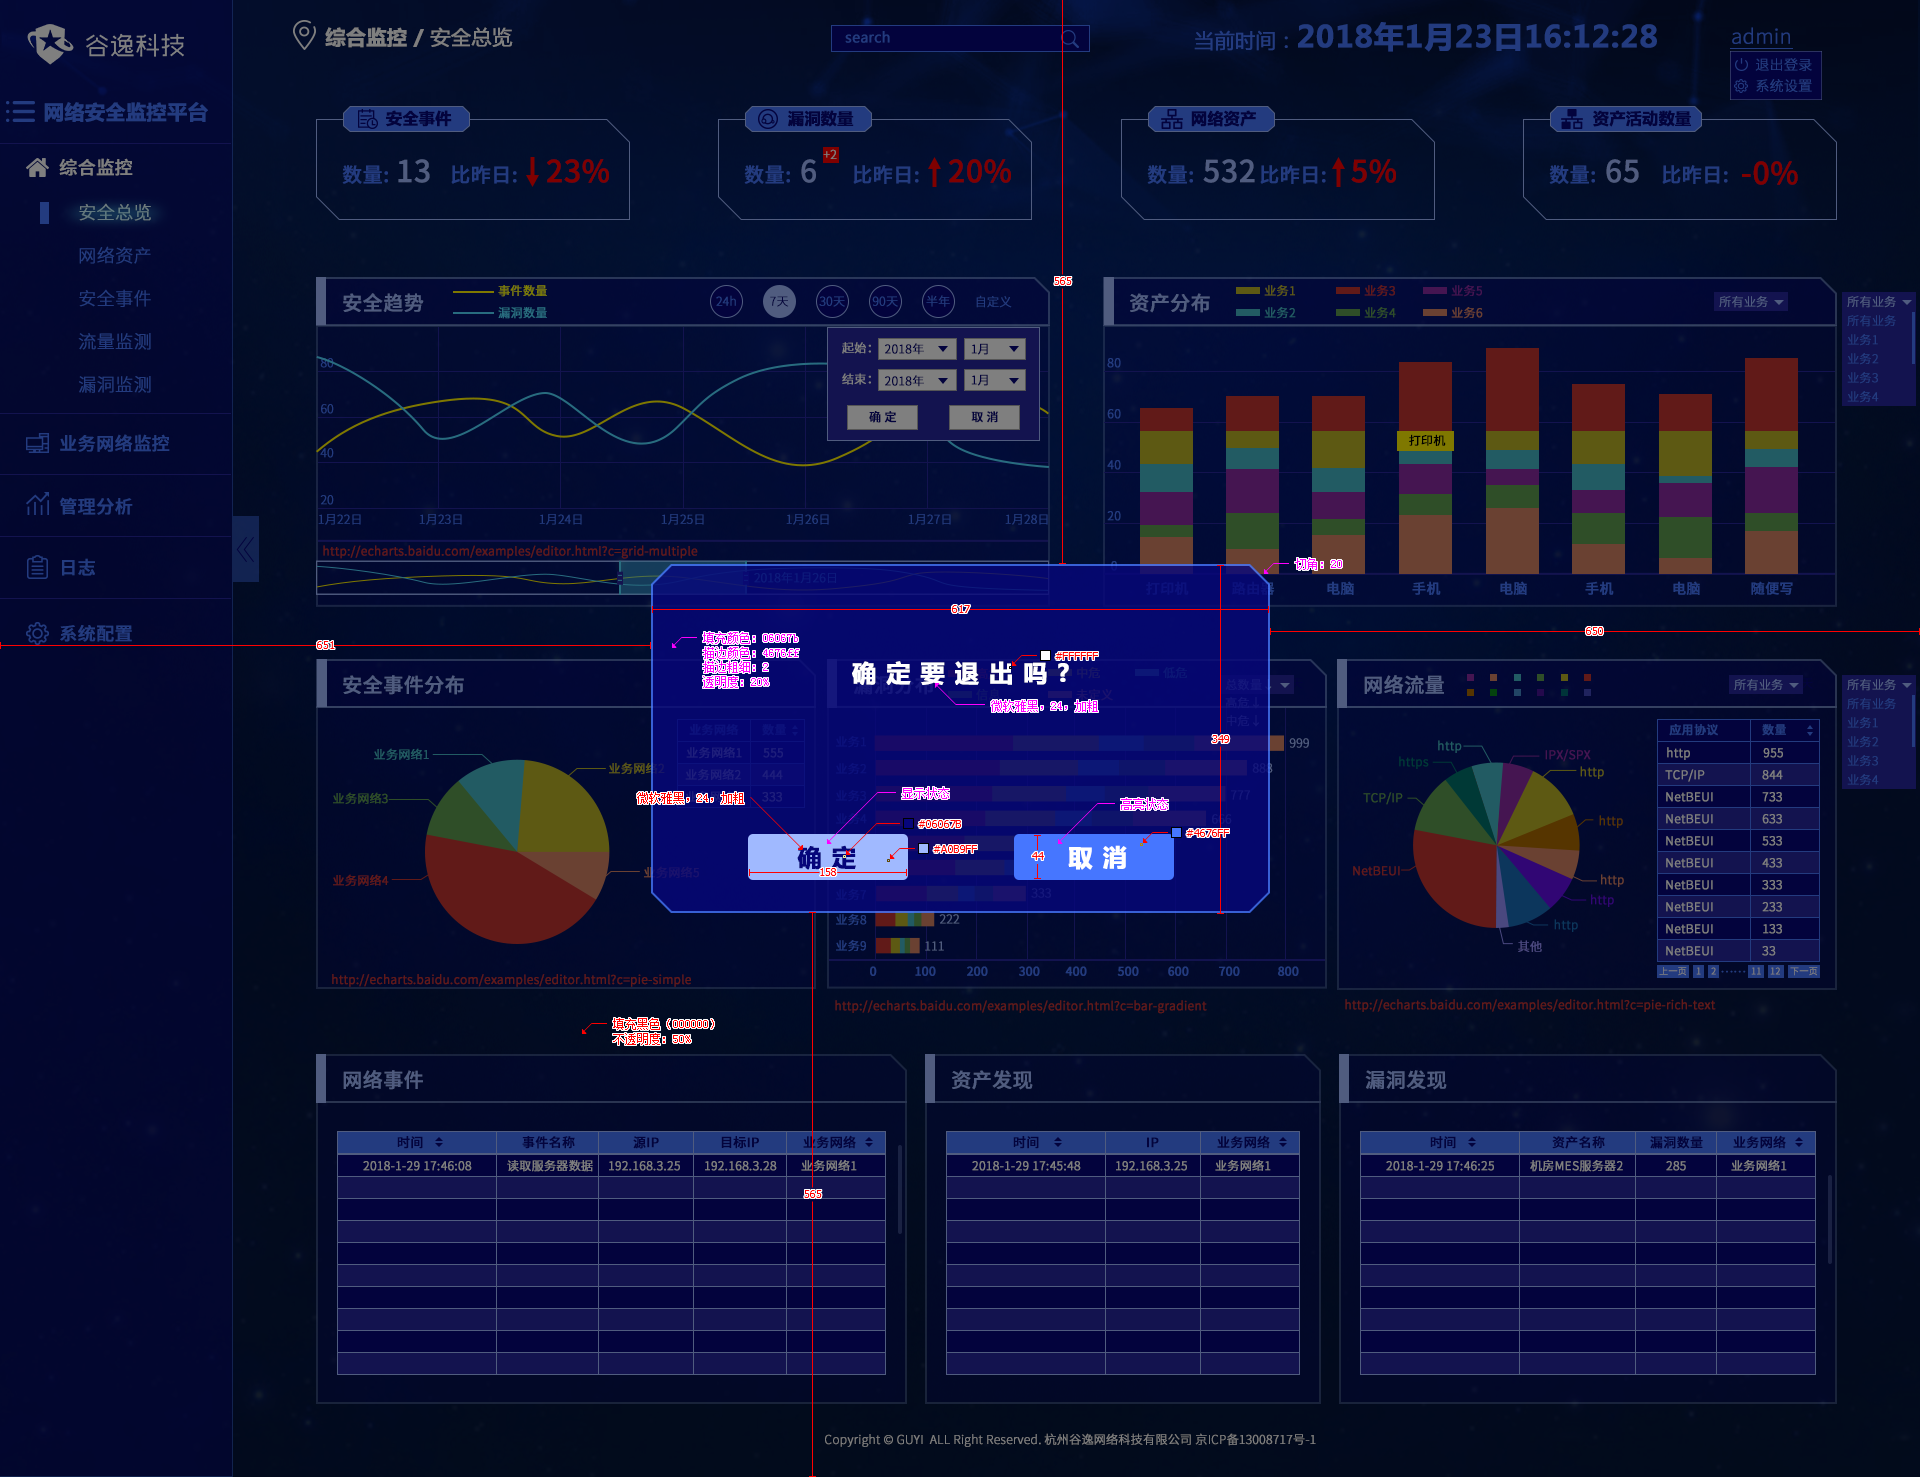 谷逸科技
综合监控 / 安全总览
search
当前时间：2018年1月23日16:12:28
admin
退出登录
系统设置
网络安全监控平台
综合监控
安全总览
网络资产
安全事件
流量监测
漏洞监测
业务网络监控
管理分析
日志
系统配置
安全事件
数量: 13 比昨日: 23%
漏洞数量
数量: 6 +2 比昨日: 20%
网络资产
数量: 532 比昨日: 5%
资产活动数量
数量: 65 比昨日: -0%
565
安全趋势
事件数量
漏洞数量
24h 7天 30天 90天 半年 自定义
起始: 2018年 1月
结束: 2018年 1月
确 定 取 消
80
60
40
20
1月22日 1月23日 1月24日 1月25日 1月26日 1月27日 1月28日
http://echarts.baidu.com/examples/editor.html?c=grid-multiple
2018年1月26日
资产分布
业务1 业务3 业务5
业务2 业务4 业务6
所有业务
所有业务
所有业务
业务1
业务2
业务3
业务4
80
60
40
20
0
打印机
打印机 路由器 电脑 手机 电脑 手机 电脑 随便写
切角：20
617
651
650
填充颜色：06067b
描边颜色：4878ff
描边粗细：2
透明度：20%
确定要退出吗？
#FFFFFF
微软雅黑，24，加粗
349
微软雅黑，24，加粗
显示状态
高亮状态
#06067B
#A0B9FF
#4676FF
确 定
158
44
取 消
安全事件分布
业务网络1
业务网络2
业务网络3
业务网络4
业务网络5
业务网络 数量
业务网络1 555
业务网络2 444
333
http://echarts.baidu.com/examples/editor.html?c=pie-simple
漏洞分布
中危 低危
总数量
高危
中危
业务1 999
业务2 888
业务3 777
666
业务7 333
业务8 222
业务9 111
0 100 200 300 400 500 600 700 800
http://echarts.baidu.com/examples/editor.html?c=bar-gradient
网络流量
所有业务
所有业务
所有业务
业务1
业务2
业务3
业务4
http
https
TCP/IP
NetBEUI
IPX/SPX
http
http
http
http
http
其他
应用协议 数量
http 955
TCP/IP 844
NetBEUI 733
NetBEUI 633
NetBEUI 533
NetBEUI 433
NetBEUI 333
NetBEUI 233
NetBEUI 133
NetBEUI 33
上一页 1 2 ······ 11 12 下一页
http://echarts.baidu.com/examples/editor.html?c=pie-rich-text
填充黑色（000000）
不透明度：50%
网络事件
时间 事件名称 源IP 目标IP 业务网络
2018-1-29 17:46:08 读取服务器数据 192.168.3.25 192.168.3.28 业务网络1
565
资产发现
时间 IP 业务网络
2018-1-29 17:45:48 192.168.3.25 业务网络1
漏洞发现
时间 资产名称 漏洞数量 业务网络
2018-1-29 17:46:25 机房MES服务器2 285 业务网络1
Copyright © GUYI ALL Right Reserved. 杭州谷逸网络科技有限公司 京ICP备13008717号-1